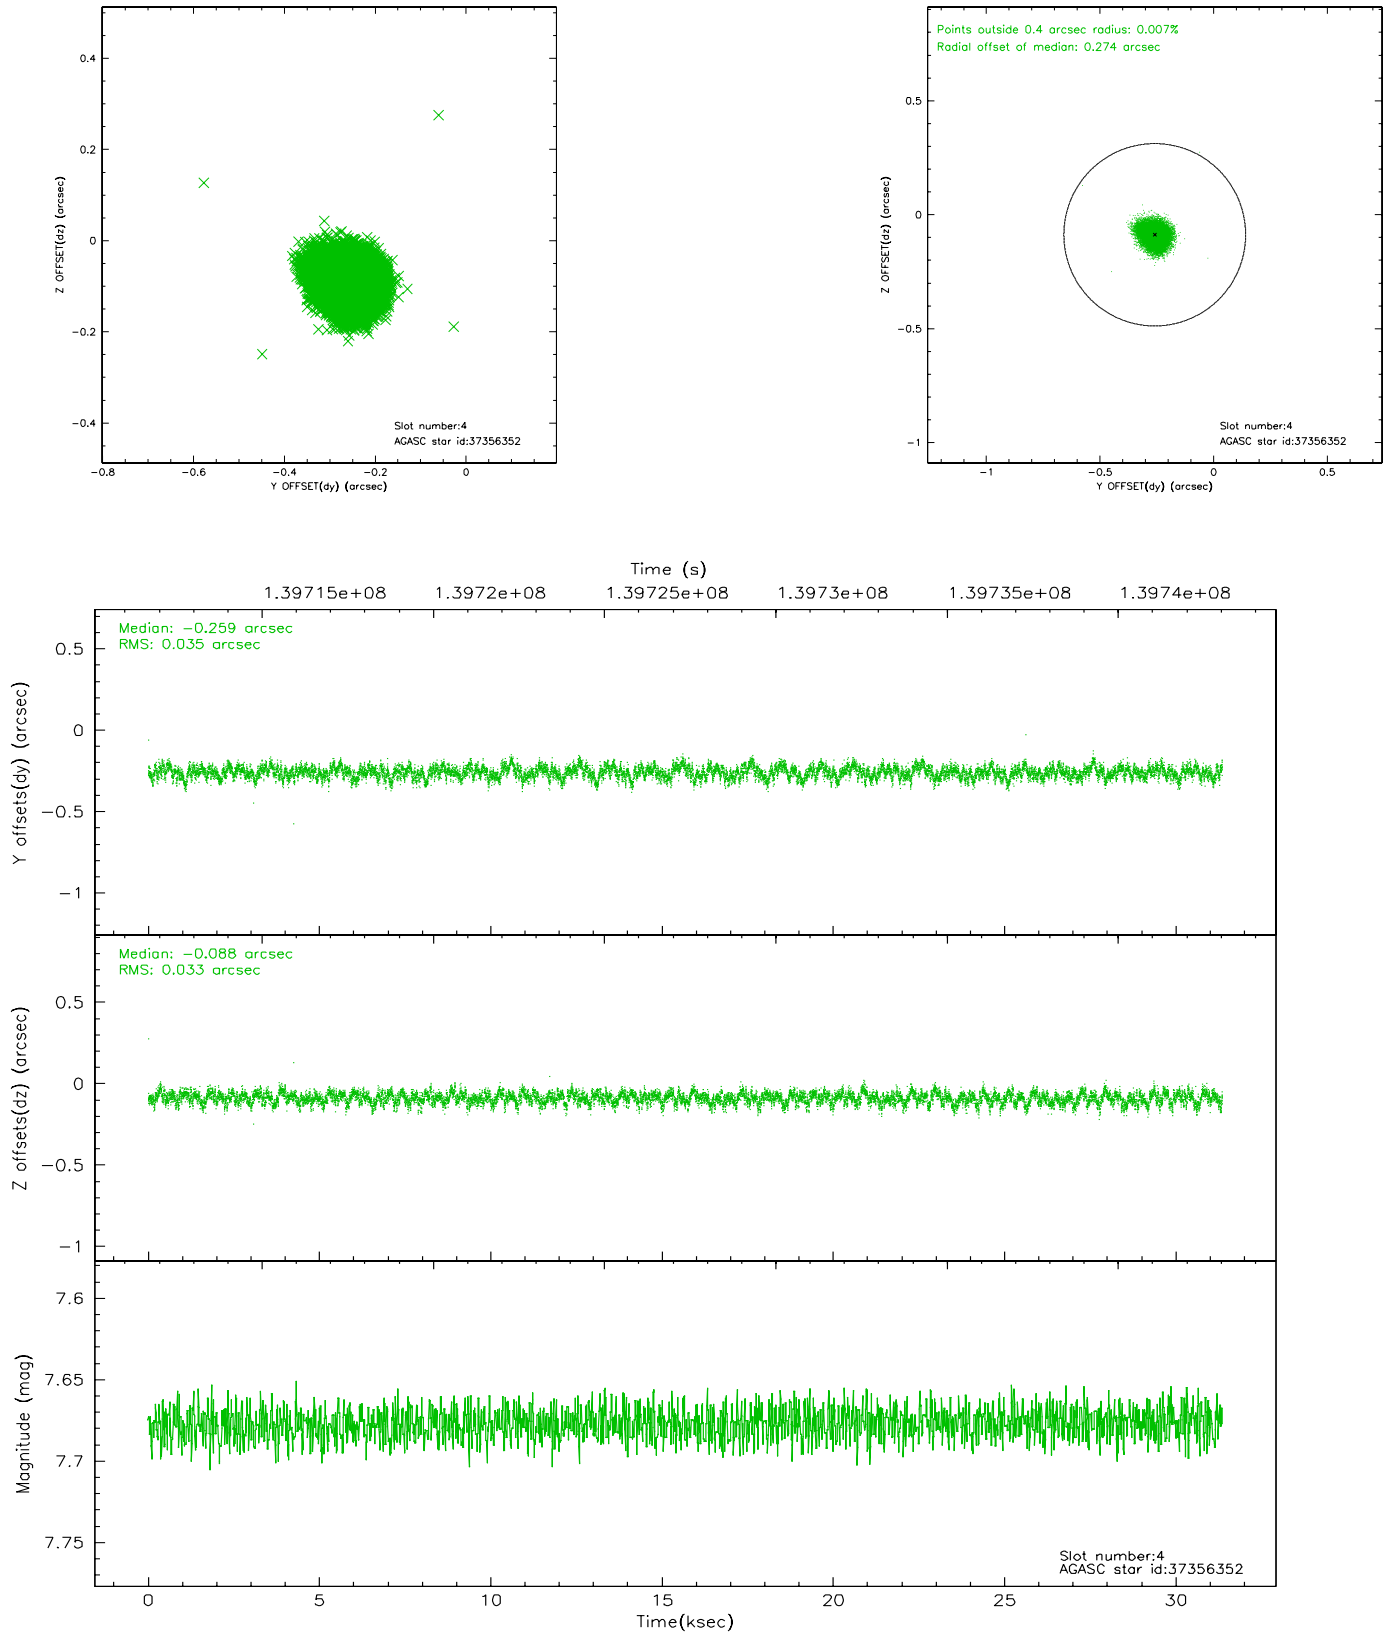 Points outside 0.4 arcsec radius: 0.007%
Radial offset of median: 0.274 arcsec
0.4
0.2
0
-0.2
-0.4
Z OFFSET(dz) (arcsec)
Slot number:4
AGASC star id:37356352
-0.8
-0.6
-0.4
-0.2
0
Y OFFSET(dy) (arcsec)
0.5
0
-0.5
-1
Z OFFSET(dz) (arcsec)
Slot number:4
AGASC star id:37356352
-1
-0.5
0
0.5
Y OFFSET(dy) (arcsec)
Time (s)
1.39715e+08
1.3972e+08
1.39725e+08
1.3973e+08
1.39735e+08
1.3974e+08
Median: -0.259 arcsec
RMS: 0.035 arcsec
0.5
0
-0.5
-1
Y offsets(dy) (arcsec)
Median: -0.088 arcsec
RMS: 0.033 arcsec
0.5
0
-0.5
-1
Z offsets(dz) (arcsec)
7.6
7.65
7.7
7.75
Magnitude (mag)
Slot number:4
AGASC star id:37356352
0
5
10
15
20
25
30
Time(ksec)